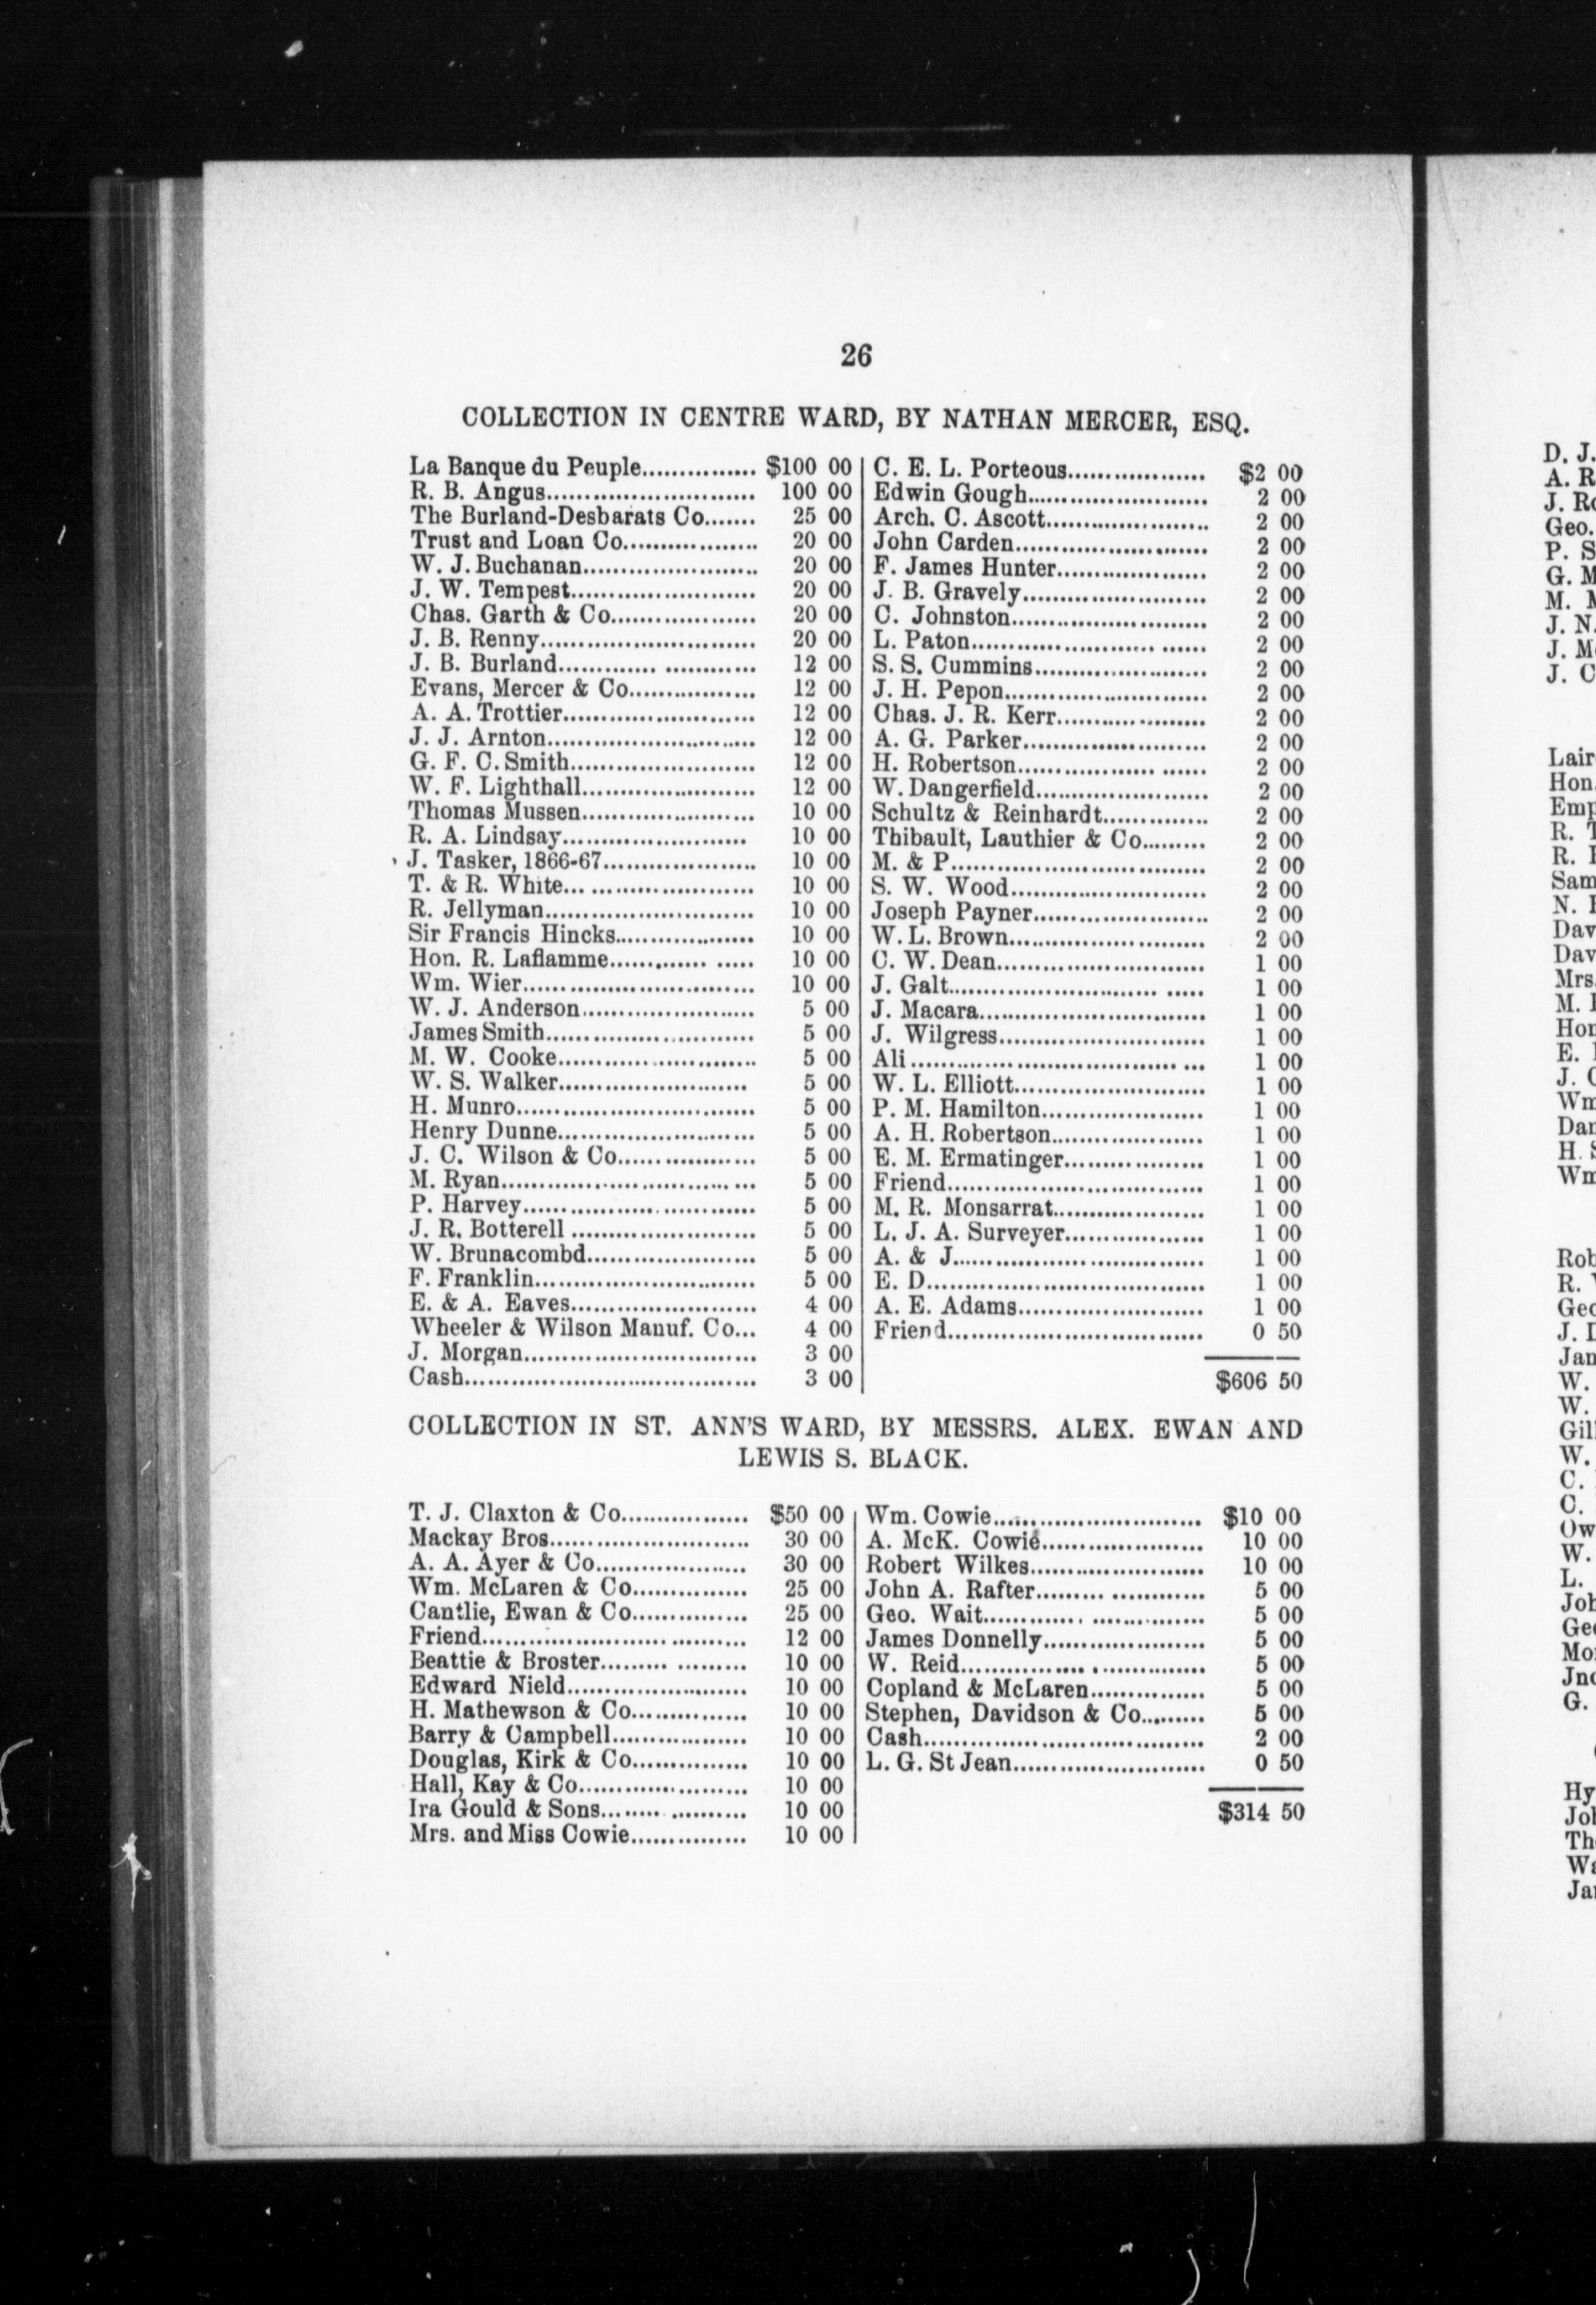 26
COLLECTION IN CENTRE WARD, BY NATHAN MERCER, ESQ.
La Banque du Peuple............... $100 00
R. B. Angus........................... 100 00
The Burland-Desbarats Co....... 25 00
Trust and Loan Co.................. 20 00
W. J. Buchanan....................... 20 00
J. W. Tempest........................ 20 00
Chas. Garth & Co................... 20 00
J. B. Renny............................ 20 00
J. B. Burland............. ............ 12 00
Evans, Mercer & Co................. 12 00
A. A. Trottier......................... 12 00
J. J. Arnton........................... 12 00
G. F. C. Smith........................ 12 00
W. F. Lighthall....................... 12 00
Thomas Mussen....................... 10 00
R. A. Lindsay........................ 10 00
J. Tasker, 1866-67.................... 10 00
T. & R. White... ..................... 10 00
R. Jellyman........................... 10 00
Sir Francis Hincks.................. 10 00
Hon. R. Laflamme............. ..... 10 00
Wm. Wier.............................. 10 00
W. J. Anderson....................... 5 00
James Smith........................... 5 00
M. W. Cooke.......................... 5 00
W. S. Walker......................... 5 00
H. Munro............................... 5 00
Henry Dunne.......................... 5 00
J. C. Wilson & Co.................. 5 00
M. Ryan................................. 5 00
P. Harvey.............................. 5 00
J. R. Botterell ........................ 5 00
W. Brunacombd...................... 5 00
F. Franklin............................ 5 00
E. & A. Eaves........................ 4 00
Wheeler & Wilson Manuf. Co... 4 00
J. Morgan.............................. 3 00
Cash...................................... 3 00
C. E. L. Porteous.................. $2 00
Edwin Gough....................... 2 00
Arch. C. Ascott..................... 2 00
John Carden......................... 2 00
F. James Hunter.................... 2 00
J. B. Gravely........................ 2 00
C. Johnston......................... 2 00
L. Paton........................ ...... 2 00
S. S. Cummins....................... 2 00
J. H. Pepon.......................... 2 00
Chas. J. R. Kerr.................... 2 00
A. G. Parker........................ 2 00
H. Robertson.................. ...... 2 00
W. Dangerfield...................... 2 00
Schultz & Reinhardt.............. 2 00
Thibault, Lauthier & Co......... 2 00
M. & P................................. 2 00
S. W. Wood......................... 2 00
Joseph Payner....................... 2 00
W. L. Brown......................... 2 00
C. W. Dean........................... 1 00
J. Galt........................... ..... 1 00
J. Macara............................. 1 00
J. Wilgress........................... 1 00
Ali................................... ... 1 00
W. L. Elliott......................... 1 00
P. M. Hamilton..................... 1 00
A. H. Robertson.................... 1 00
E. M. Ermatinger.................. 1 00
Friend................................. 1 00
M. R. Monsarrat.................... 1 00
L. J. A. Surveyer.................. 1 00
A. & J................................. 1 00
E. D.................................... 1 00
A. E. Adams........................ 1 00
Friend................................. 0 50
$606 50
COLLECTION IN ST. ANN'S WARD, BY MESSRS. ALEX. EWAN AND
LEWIS S. BLACK.
T. J. Claxton & Co................. $50 00
Mackay Bros.......................... 30 00
A. A. Ayer & Co.................... 30 00
Wm. McLaren & Co............... 25 00
Cantlie, Ewan & Co............... 25 00
Friend................................... 12 00
Beattie & Broster......... ......... 10 00
Edward Nield........................ 10 00
H. Mathewson & Co............... 10 00
Barry & Campbell.................. 10 00
Douglas, Kirk & Co............... 10 00
Hall, Kay & Co...................... 10 00
Ira Gould & Sons........ .......... 10 00
Mrs. and Miss Cowie............... 10 00
Wm. Cowie........................... $10 00
A. McK. Cowie..................... 10 00
Robert Wilkes....................... 10 00
John A. Rafter......... ............ 5 00
Geo. Wait............. ............... 5 00
James Donnelly..................... 5 00
W. Reid................ ............... 5 00
Copland & McLaren............... 5 00
Stephen, Davidson & Co......... 5 00
Cash..................................... 2 00
L. G. St Jean......................... 0 50
$314 50
D. J.
Geo.
P. S
J. N.
J. C
Hon.
R. T
Mrs.
E. I
J. C
H. S
R. V
J. D
W.
W.
W.
C.
C.
W.
L.
G.